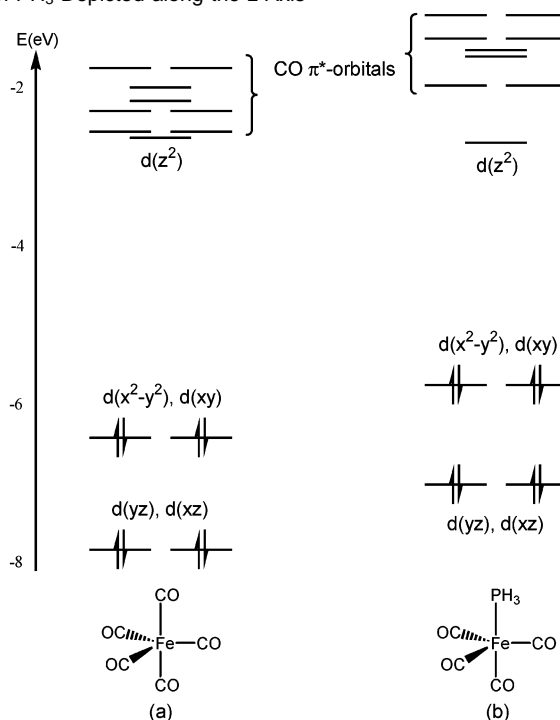 PH3 Depicted along the Z Axis
E(eV)
CO π*-orbitals
-2
d(z2)
d(z2)
-4
d(x2-y2), d(xy)
-6
d(x2-y2), d(xy)
d(yz), d(xz)
d(yz), d(xz)
-8
CO
PH3
OC
Fe
CO
OC
Fe
CO
OC
OC
CO
CO
(a)
(b)